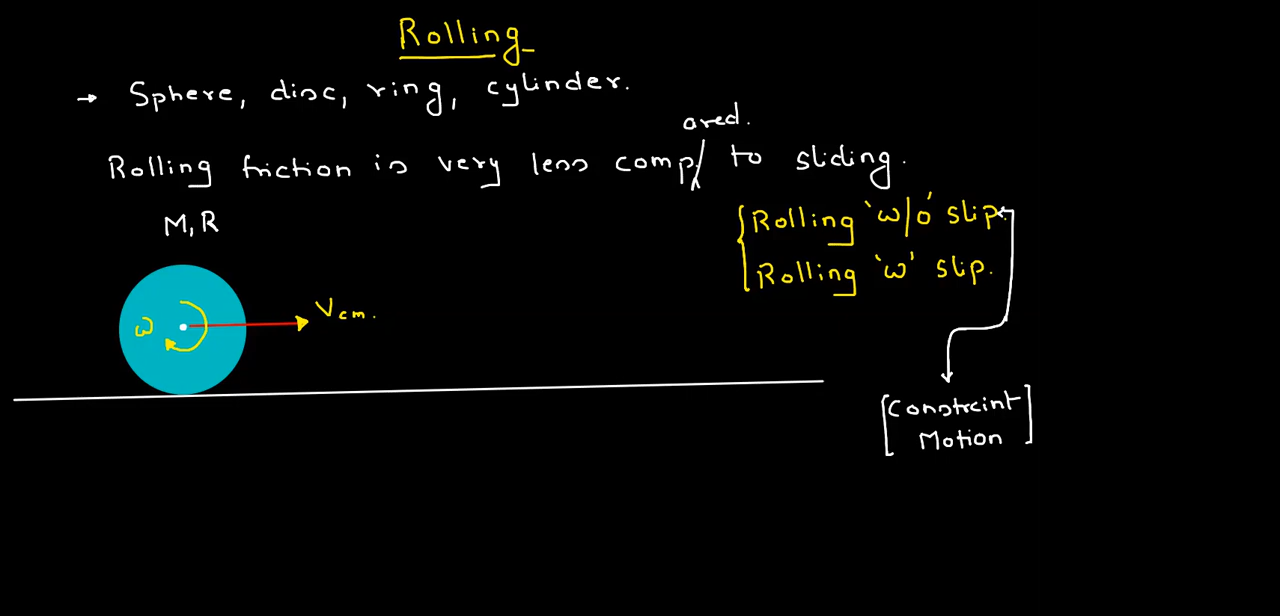 Rolling
→ Sphere, disc, ring, cylinder.
ared.
Rolling friction is very less comp/ to sliding.
M, R
Rolling 'w/o' slip.
Rolling 'w' slip.
ω
Vcm.
[Constraint
Motion]